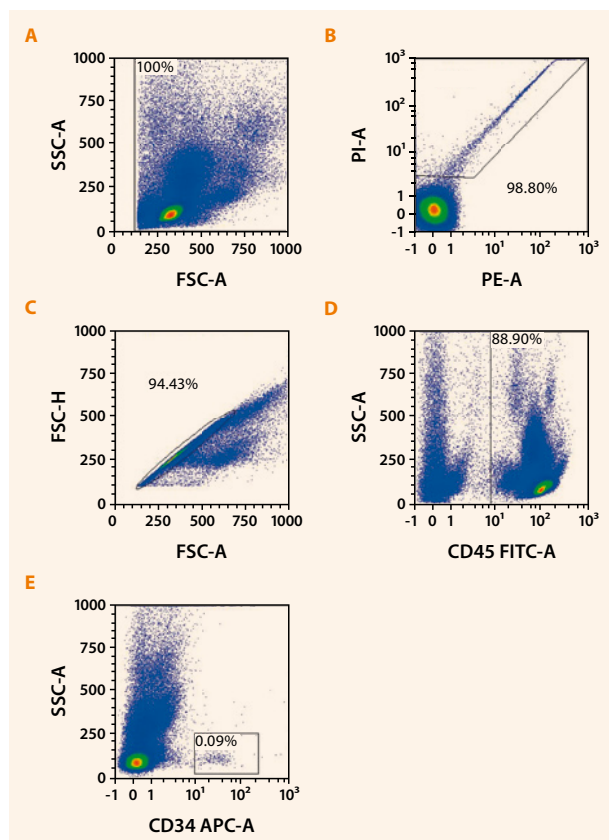 A
100%
1000
750
500
250
0
SSC-A
0 250 500 750 1000
FSC-A
B
10³
10²
10¹
1
0
-1
PI-A
98.80%
-1 0 1 10¹ 10² 10³
PE-A
C
1000
750
500
250
0
FSC-H
94.43%
0 250 500 750 1000
FSC-A
D
88.90%
1000
750
500
250
0
SSC-A
-1 0 1 10¹ 10² 10³
CD45 FITC-A
E
1000
750
500
250
0
SSC-A
0.09%
-1 0 1 10 10² 10³
CD34 APC-A